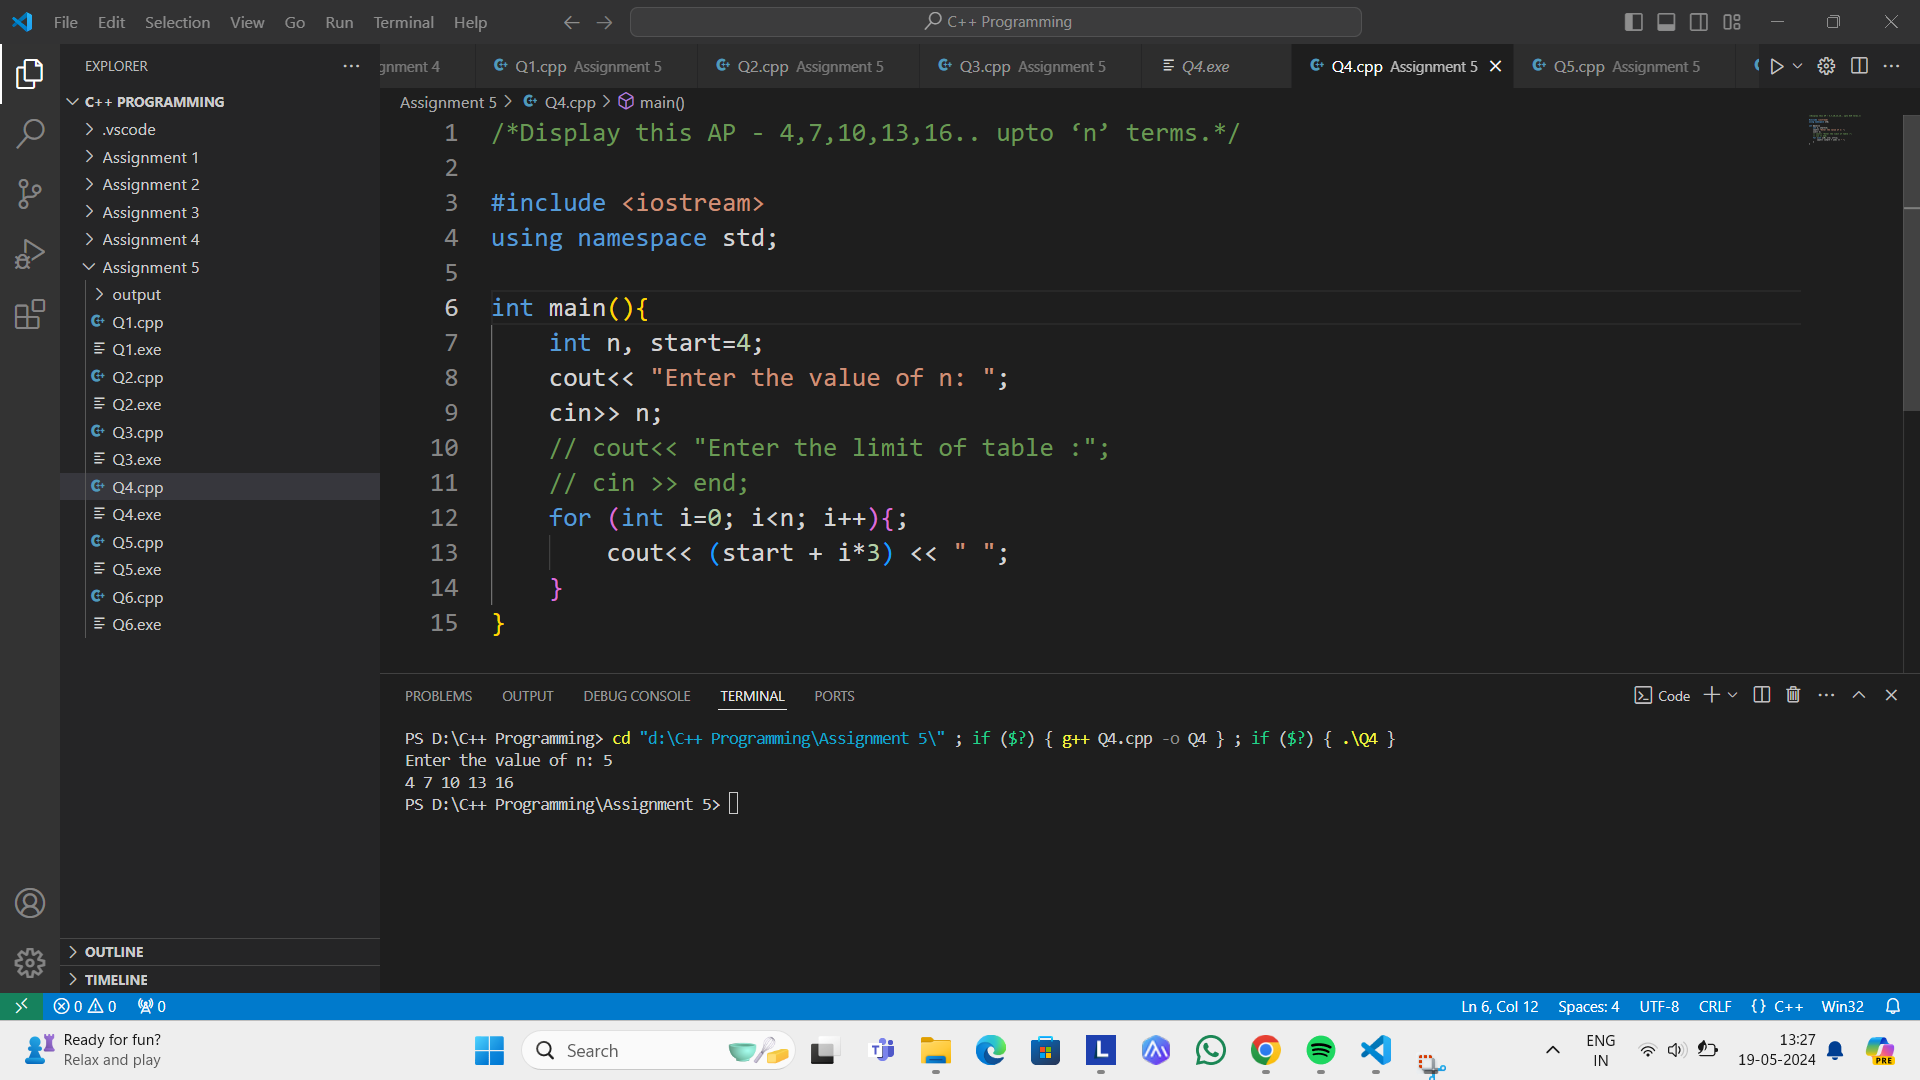 File Edit Selection View Go Run Terminal Help
C++ Programming
EXPLORER
C++ PROGRAMMING
.vscode
Assignment 1
Assignment 2
Assignment 3
Assignment 4
Assignment 5
output
Q1.cpp
Q1.exe
Q2.cpp
Q2.exe
Q3.cpp
Q3.exe
Q4.cpp
Q4.exe
Q5.cpp
Q5.exe
Q6.cpp
Q6.exe
OUTLINE
TIMELINE
gnment 4 Q1.cpp Assignment 5 Q2.cpp Assignment 5 Q3.cpp Assignment 5 Q4.exe Q4.cpp Assignment 5 Q5.cpp Assignment 5
Assignment 5 > Q4.cpp > main()
1 /*Display this AP - 4,7,10,13,16.. upto ‘n’ terms.*/
2
3 #include <iostream>
4 using namespace std;
5
6 int main(){
7 int n, start=4;
8 cout<< "Enter the value of n: ";
9 cin>> n;
10 // cout<< "Enter the limit of table :";
11 // cin >> end;
12 for (int i=0; i<n; i++){;
13 cout<< (start + i*3) << " ";
14 }
15 }
PROBLEMS OUTPUT DEBUG CONSOLE TERMINAL PORTS
Code
PS D:\C++ Programming> cd "d:\C++ Programming\Assignment 5\" ; if ($?) { g++ Q4.cpp -o Q4 } ; if ($?) { .\Q4 }
Enter the value of n: 5
4 7 10 13 16
PS D:\C++ Programming\Assignment 5>
0 0 0 Ln 6, Col 12 Spaces: 4 UTF-8 CRLF {} C++ Win32
Ready for fun?
Relax and play
Search
L
PRE
ENG
IN
13:27
19-05-2024